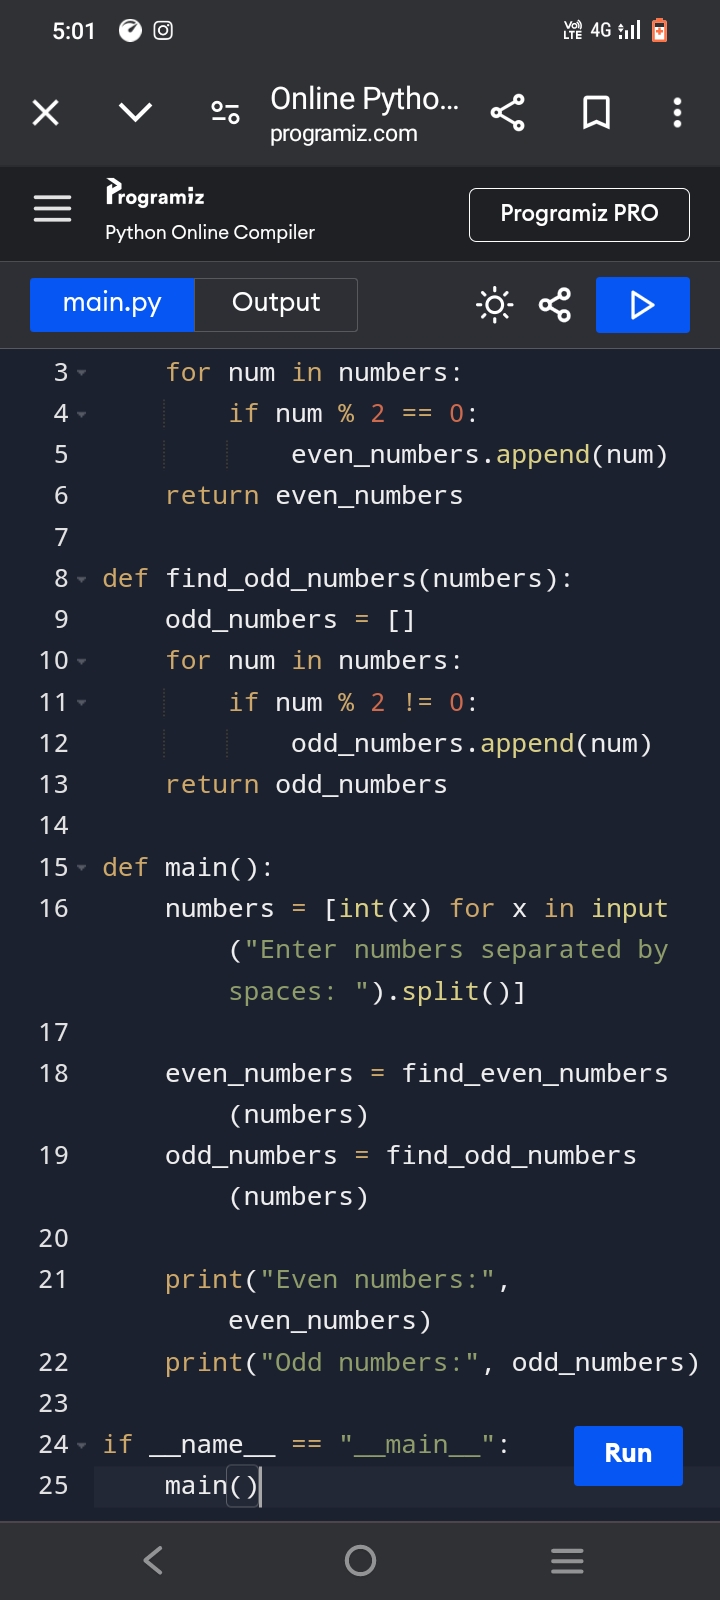 5:01 Vo) LTE 4G
Online Pytho...
programiz.com
Programiz
Python Online Compiler
Programiz PRO
main.py Output
3     for num in numbers:
4         if num % 2 == 0:
5             even_numbers.append(num)
6     return even_numbers
7
8 def find_odd_numbers(numbers):
9     odd_numbers = []
10     for num in numbers:
11         if num % 2 != 0:
12             odd_numbers.append(num)
13     return odd_numbers
14
15 def main():
16     numbers = [int(x) for x in input
        ("Enter numbers separated by
        spaces: ").split()]
17
18     even_numbers = find_even_numbers
        (numbers)
19     odd_numbers = find_odd_numbers
        (numbers)
20
21     print("Even numbers:",
        even_numbers)
22     print("Odd numbers:", odd_numbers)
23
24 if __name__ == "__main__":
25     main()
Run